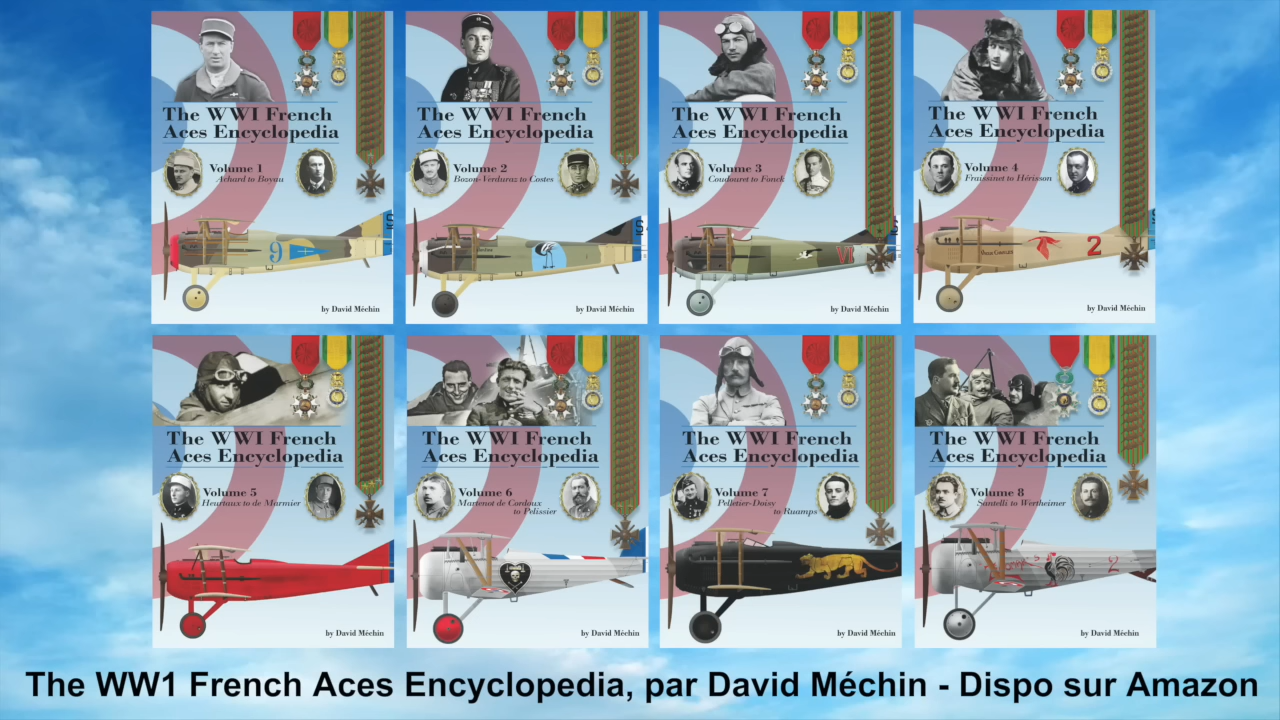 The WWI French
Aces Encyclopedia
Volume 1
Achard to Boyau
9
by David Méchin
The WWI French
Aces Encyclopedia
Volume 2
Bozon-Verduraz to Costes
by David Méchin
The WWI French
Aces Encyclopedia
Volume 3
Coudouret to Fonck
VI
by David Méchin
The WWI French
Aces Encyclopedia
Volume 4
Fraissinet to Hérisson
2
by David Méchin
The WWI French
Aces Encyclopedia
Volume 5
Heurtaux to de Marmier
by David Méchin
The WWI French
Aces Encyclopedia
Volume 6
Martenot de Cordoux
to Pélissier
by David Méchin
The WWI French
Aces Encyclopedia
Volume 7
Pelletier-Doisy
to Ruamps
by David Méchin
The WWI French
Aces Encyclopedia
Volume 8
Santelli to Wertheimer
2
by David Méchin
The WW1 French Aces Encyclopedia, par David Méchin - Dispo sur Amazon